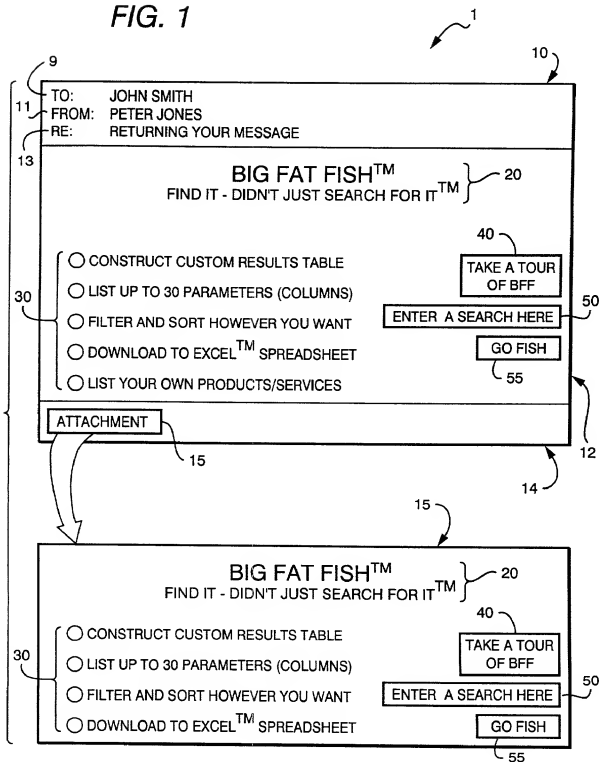 FIG. 1
1
10
9
TO: JOHN SMITH
11
FROM: PETER JONES
13
RE: RETURNING YOUR MESSAGE
BIG FAT FISH™
FIND IT - DIDN'T JUST SEARCH FOR IT™
20
30
CONSTRUCT CUSTOM RESULTS TABLE
LIST UP TO 30 PARAMETERS (COLUMNS)
FILTER AND SORT HOWEVER YOU WANT
DOWNLOAD TO EXCEL™ SPREADSHEET
LIST YOUR OWN PRODUCTS/SERVICES
40
TAKE A TOUR
OF BFF
50
ENTER A SEARCH HERE
GO FISH
55
12
ATTACHMENT
15
14
15
BIG FAT FISH™
FIND IT - DIDN'T JUST SEARCH FOR IT™
20
30
CONSTRUCT CUSTOM RESULTS TABLE
LIST UP TO 30 PARAMETERS (COLUMNS)
FILTER AND SORT HOWEVER YOU WANT
DOWNLOAD TO EXCEL™ SPREADSHEET
40
TAKE A TOUR
OF BFF
50
ENTER A SEARCH HERE
GO FISH
55